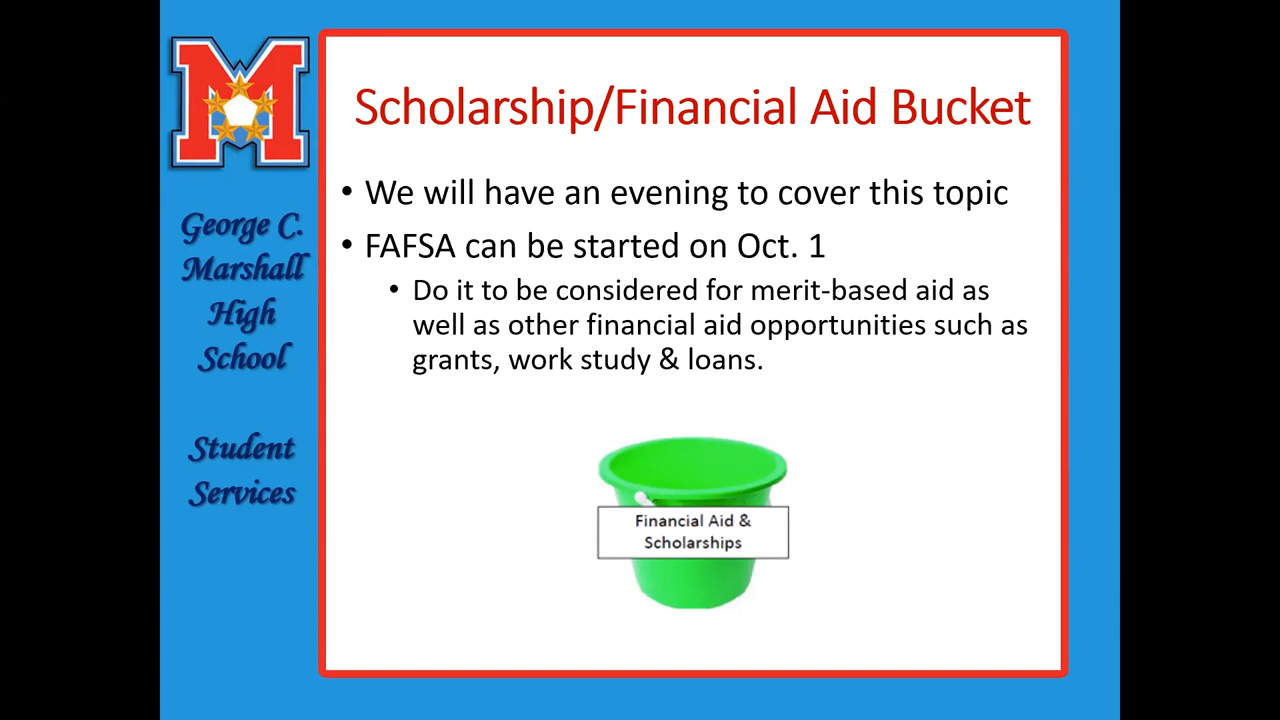 M
George C.
Marshall
High
School
Student
Services
Scholarship/Financial Aid Bucket
• We will have an evening to cover this topic
• FAFSA can be started on Oct. 1
• Do it to be considered for merit-based aid as
well as other financial aid opportunities such as
grants, work study & loans.
Financial Aid &
Scholarships